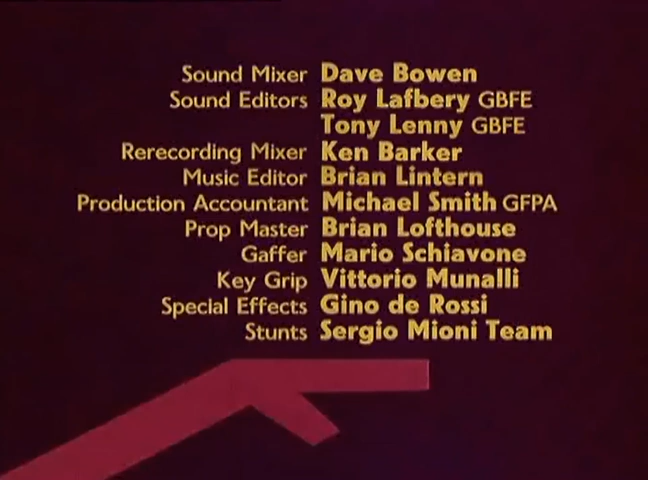 Sound Mixer Dave Bowen
Sound Editors Roy Lafbery GBFE
Tony Lenny GBFE
Rerecording Mixer Ken Barker
Music Editor Brian Lintern
Production Accountant Michael Smith GFPA
Prop Master Brian Lofthouse
Gaffer Mario Schiavone
Key Grip Vittorio Munalli
Special Effects Gino de Rossi
Stunts Sergio Mioni Team